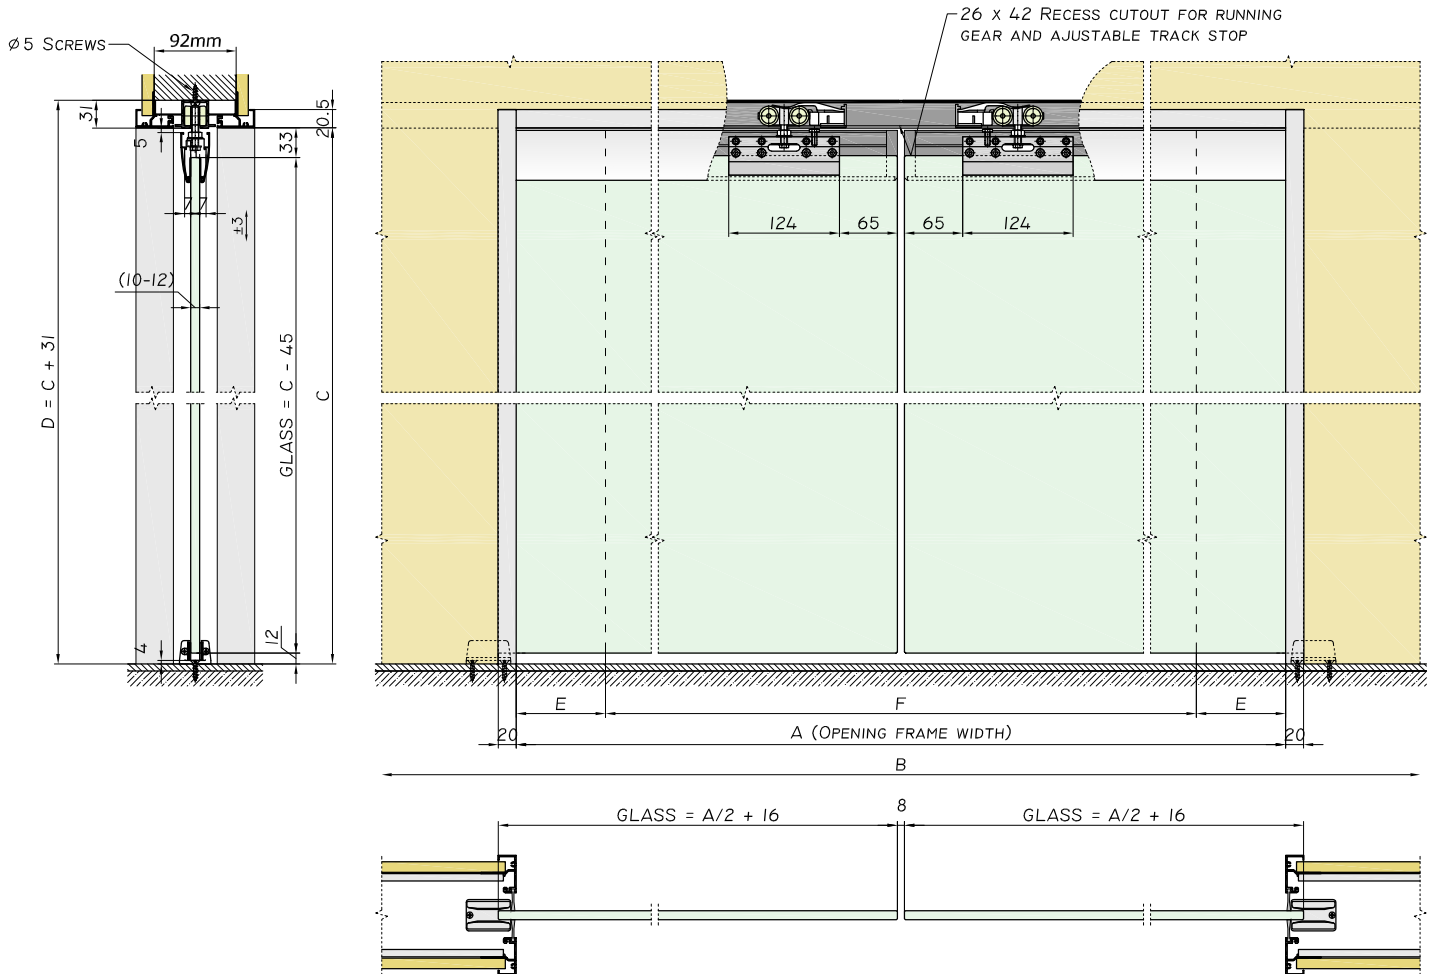 26 x 42 Recess cutout for running
gear and ajustable track stop
Ø5 Screws
92mm
31
20.5
5
33
7
7
±3
124
65
65
124
(10-12)
D = C + 31
GLASS = C - 45
C
4
12
E
F
E
20
A (Opening frame width)
20
B
8
GLASS = A/2 + 16
GLASS = A/2 + 16